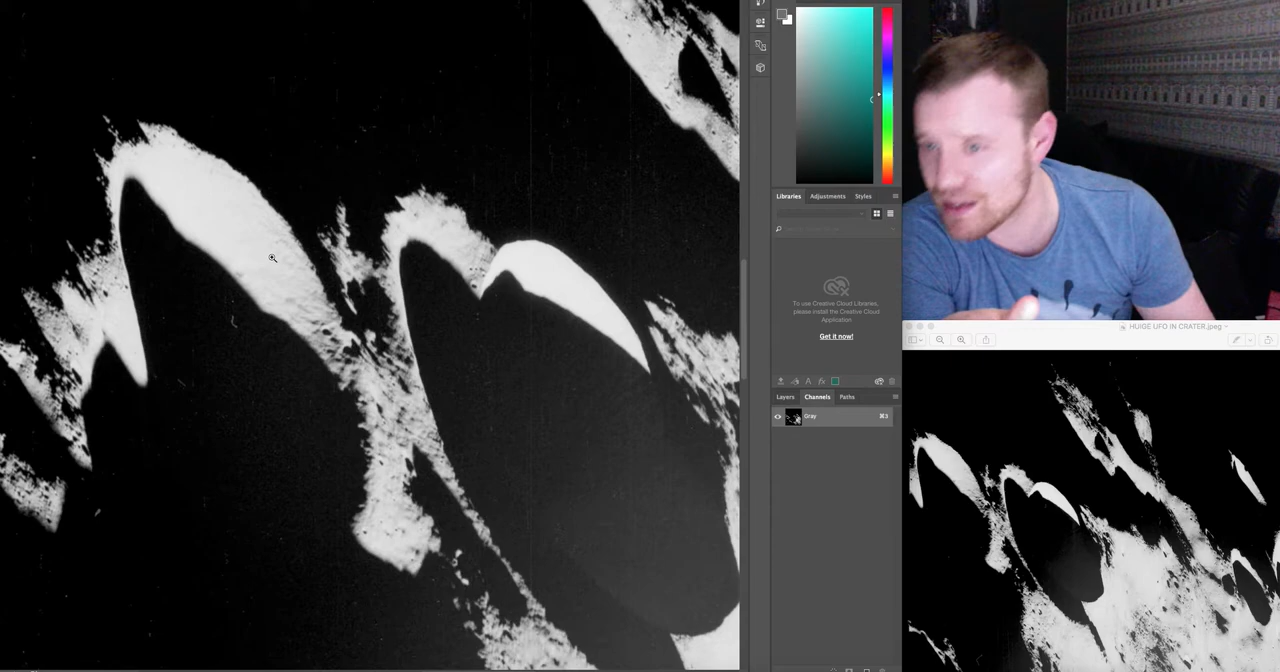 Libraries
Adjustments
Styles
To use Creative Cloud Libraries,
please install the Creative Cloud
Application
Get it now!
Layers
Channels
Paths
Gray
⌘3
HUIGE UFO IN CRATER.jpeg